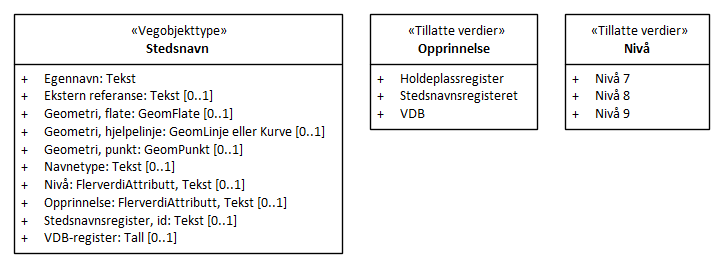 «Vegobjekttype»
Stedsnavn
+ Egennavn: Tekst
+ Ekstern referanse: Tekst [0..1]
+ Geometri, flate: GeomFlate [0..1]
+ Geometri, hjelpelinje: GeomLinje eller Kurve [0..1]
+ Geometri, punkt: GeomPunkt [0..1]
+ Navnetype: Tekst [0..1]
+ Nivå: FlerverdiAttributt, Tekst [0..1]
+ Opprinnelse: FlerverdiAttributt, Tekst [0..1]
+ Stedsnavnsregister, id: Tekst [0..1]
+ VDB-register: Tall [0..1]
«Tillatte verdier»
Opprinnelse
+ Holdeplassregister
+ Stedsnavnsregisteret
+ VDB
«Tillatte verdier»
Nivå
+ Nivå 7
+ Nivå 8
+ Nivå 9